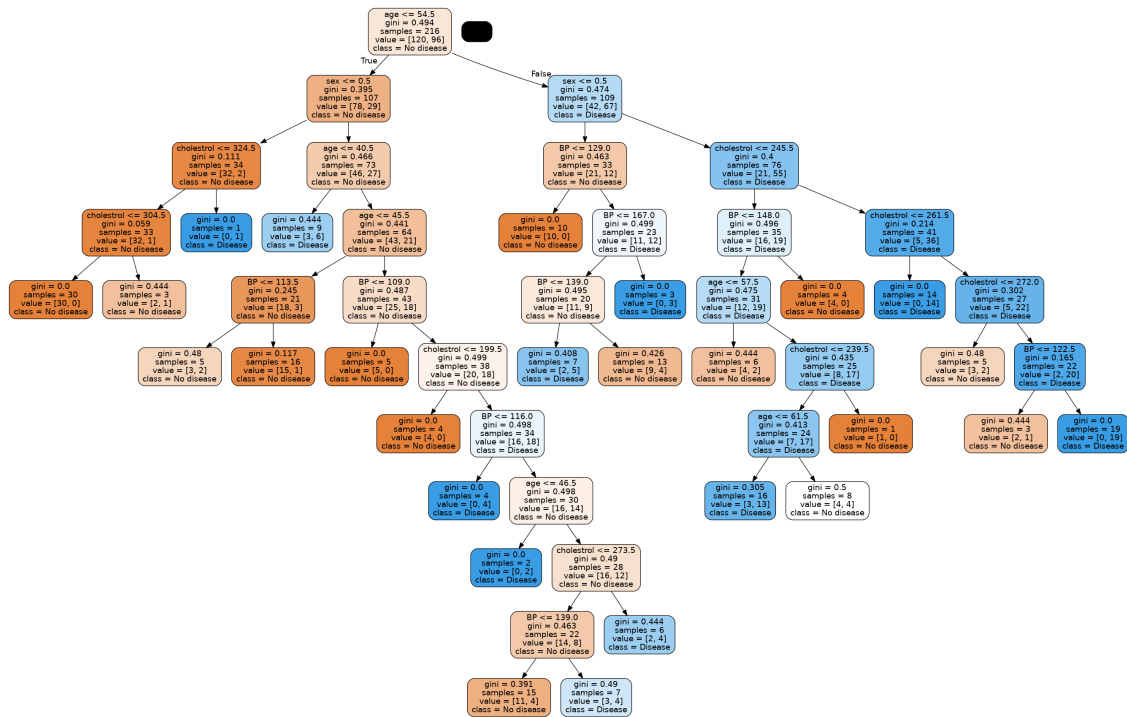 age <= 54.5
gini = 0.494
samples = 216
value = [120, 96]
class = No disease
True
False
sex <= 0.5
gini = 0.395
samples = 107
value = [78, 29]
class = No disease
sex <= 0.5
gini = 0.474
samples = 109
value = [42, 67]
class = Disease
cholestrol <= 324.5
gini = 0.111
samples = 34
value = [32, 2]
class = No disease
age <= 40.5
gini = 0.466
samples = 73
value = [46, 27]
class = No disease
BP <= 129.0
gini = 0.463
samples = 33
value = [21, 12]
class = No disease
cholestrol <= 245.5
gini = 0.4
samples = 76
value = [21, 55]
class = Disease
cholestrol <= 304.5
gini = 0.059
samples = 33
value = [32, 1]
class = No disease
gini = 0.0
samples = 1
value = [0, 1]
class = Disease
gini = 0.444
samples = 9
value = [3, 6]
class = Disease
age <= 45.5
gini = 0.441
samples = 64
value = [43, 21]
class = No disease
gini = 0.0
samples = 10
value = [10, 0]
class = No disease
BP <= 167.0
gini = 0.499
samples = 23
value = [11, 12]
class = Disease
BP <= 148.0
gini = 0.496
samples = 35
value = [16, 19]
class = Disease
cholestrol <= 261.5
gini = 0.214
samples = 41
value = [5, 36]
class = Disease
gini = 0.0
samples = 30
value = [30, 0]
class = No disease
gini = 0.444
samples = 3
value = [2, 1]
class = No disease
BP <= 113.5
gini = 0.245
samples = 21
value = [18, 3]
class = No disease
BP <= 109.0
gini = 0.487
samples = 43
value = [25, 18]
class = No disease
BP <= 139.0
gini = 0.495
samples = 20
value = [11, 9]
class = No disease
gini = 0.0
samples = 3
value = [0, 3]
class = Disease
age <= 57.5
gini = 0.475
samples = 31
value = [12, 19]
class = Disease
gini = 0.0
samples = 4
value = [4, 0]
class = No disease
gini = 0.0
samples = 14
value = [0, 14]
class = Disease
cholestrol <= 272.0
gini = 0.302
samples = 27
value = [5, 22]
class = Disease
gini = 0.48
samples = 5
value = [3, 2]
class = No disease
gini = 0.117
samples = 16
value = [15, 1]
class = No disease
gini = 0.0
samples = 5
value = [5, 0]
class = No disease
cholestrol <= 199.5
gini = 0.499
samples = 38
value = [20, 18]
class = No disease
gini = 0.408
samples = 7
value = [2, 5]
class = Disease
gini = 0.426
samples = 13
value = [9, 4]
class = No disease
gini = 0.444
samples = 6
value = [4, 2]
class = No disease
cholestrol <= 239.5
gini = 0.435
samples = 25
value = [8, 17]
class = Disease
gini = 0.48
samples = 5
value = [3, 2]
class = No disease
BP <= 122.5
gini = 0.165
samples = 22
value = [2, 20]
class = Disease
gini = 0.0
samples = 4
value = [4, 0]
class = No disease
BP <= 116.0
gini = 0.498
samples = 34
value = [16, 18]
class = Disease
age <= 61.5
gini = 0.413
samples = 24
value = [7, 17]
class = Disease
gini = 0.0
samples = 1
value = [1, 0]
class = No disease
gini = 0.444
samples = 3
value = [2, 1]
class = No disease
gini = 0.0
samples = 19
value = [0, 19]
class = Disease
gini = 0.0
samples = 4
value = [0, 4]
class = Disease
age <= 46.5
gini = 0.498
samples = 30
value = [16, 14]
class = No disease
gini = 0.305
samples = 16
value = [3, 13]
class = Disease
gini = 0.5
samples = 8
value = [4, 4]
class = No disease
gini = 0.0
samples = 2
value = [0, 2]
class = Disease
cholestrol <= 273.5
gini = 0.49
samples = 28
value = [16, 12]
class = No disease
BP <= 139.0
gini = 0.463
samples = 22
value = [14, 8]
class = No disease
gini = 0.444
samples = 6
value = [2, 4]
class = Disease
gini = 0.391
samples = 15
value = [11, 4]
class = No disease
gini = 0.49
samples = 7
value = [3, 4]
class = Disease